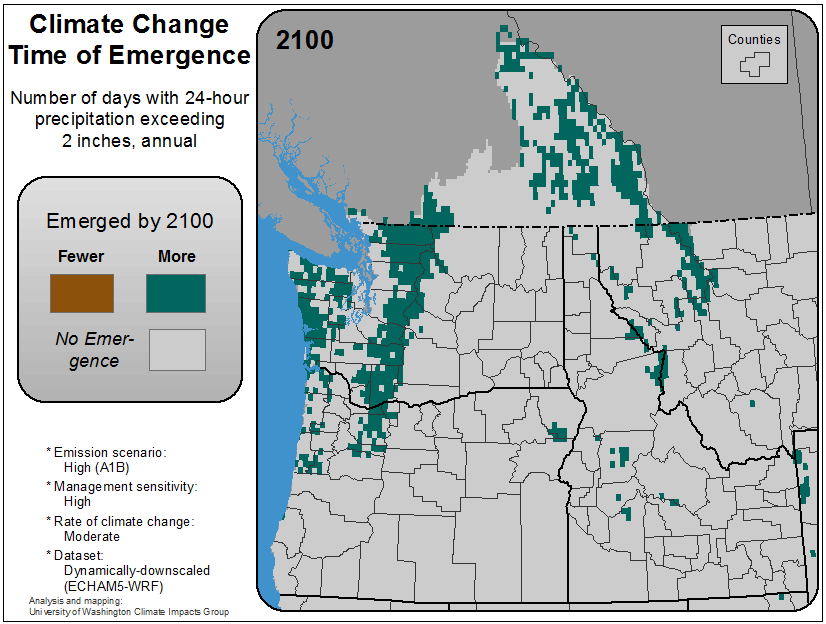 Climate Change
Time of Emergence
Number of days with 24-hour
precipitation exceeding
2 inches, annual
Emerged by 2100
Fewer
More
No Emer-
gence
* Emission scenario:
High (A1B)
* Management sensitivity:
High
* Rate of climate change:
Moderate
* Dataset:
Dynamically-downscaled
(ECHAM5-WRF)
Analysis and mapping:
University of Washington Climate Impacts Group
2100
Counties